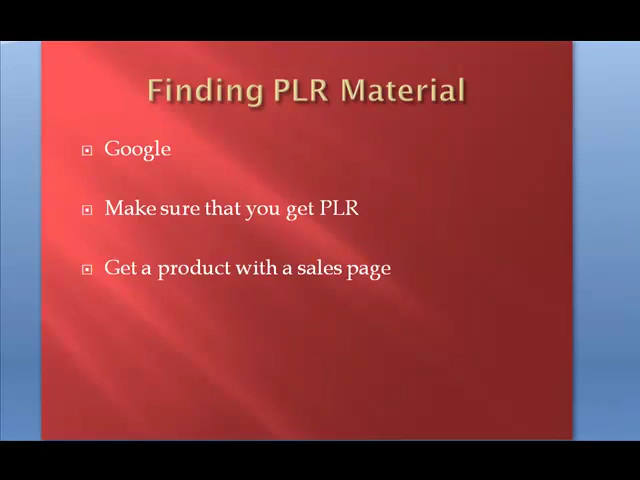 Finding PLR Material
Google
Make sure that you get PLR
Get a product with a sales page